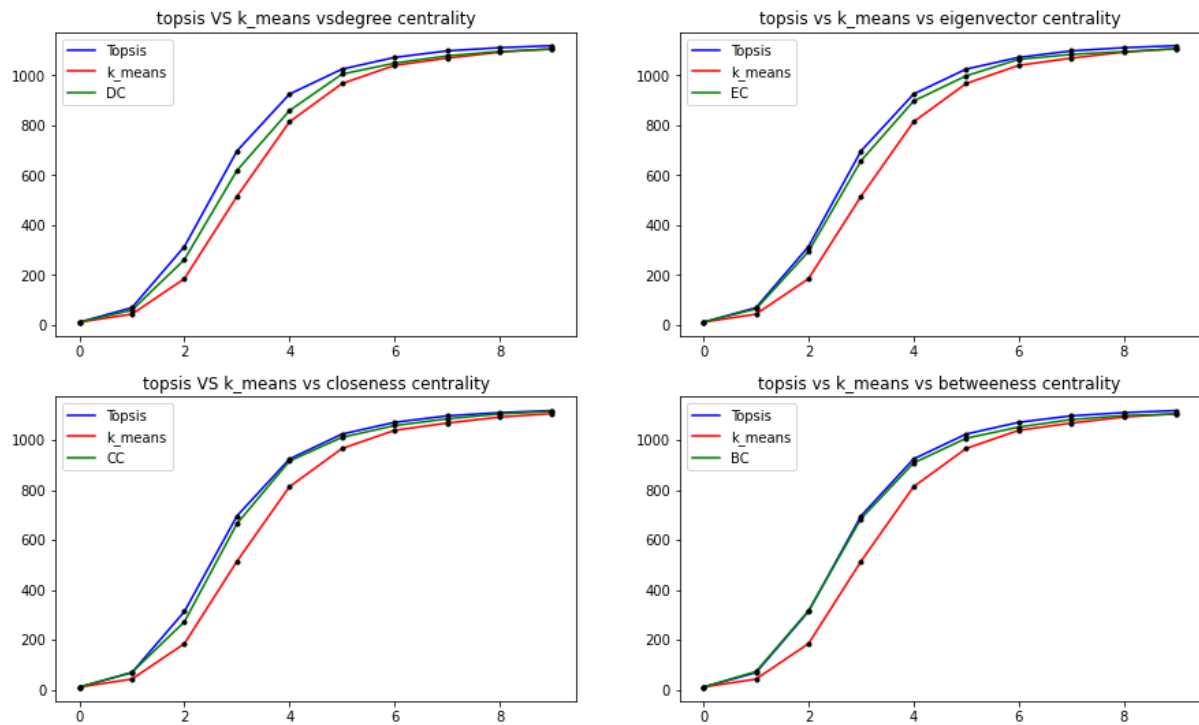 topsis VS k_means vsdegree centrality
Topsis
k_means
DC
1000
800
600
400
200
0
0 2 4 6 8
topsis vs k_means vs eigenvector centrality
Topsis
k_means
EC
1000
800
600
400
200
0
0 2 4 6 8
topsis VS k_means vs closeness centrality
Topsis
k_means
CC
1000
800
600
400
200
0
0 2 4 6 8
topsis vs k_means vs betweeness centrality
Topsis
k_means
BC
1000
800
600
400
200
0
0 2 4 6 8